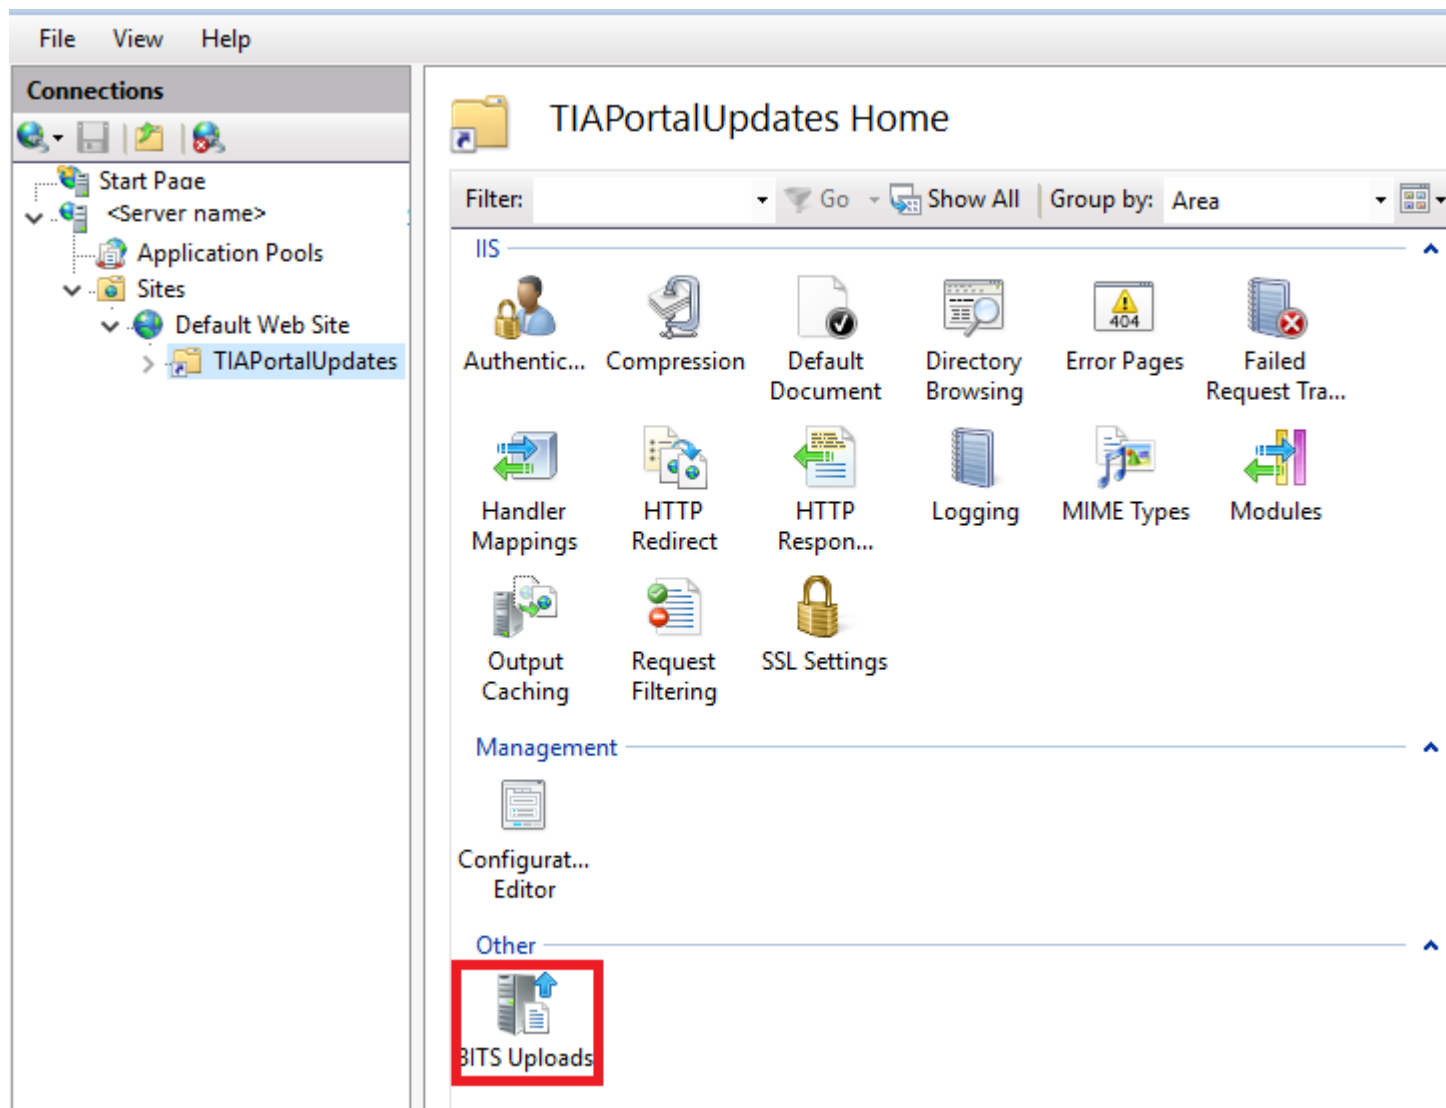 File View Help
Connections
TIAPortalUpdates Home
Start Page
<Server name>
Application Pools
Sites
Default Web Site
TIAPortalUpdates
Filter: Go Show All Group by: Area
IIS
Authentic... Compression Default Directory Error Pages Failed
Document Browsing Request Tra...
404
Handler HTTP HTTP Logging MIME Types Modules
Mappings Redirect Respon...
Output Request SSL Settings
Caching Filtering
Management
Configurat...
Editor
Other
BITS Uploads